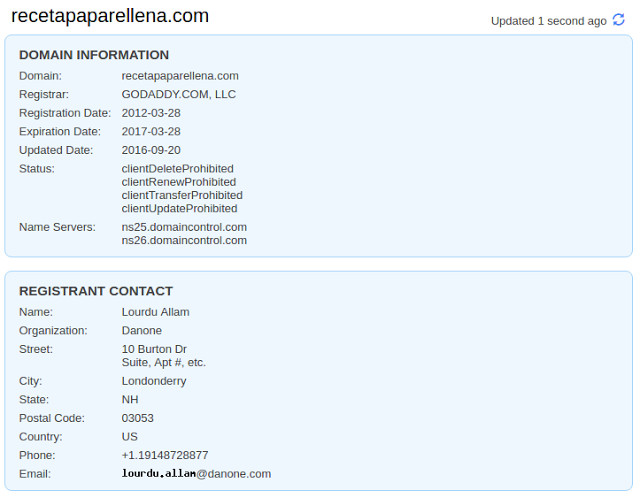 recetapaparellena.com
Updated 1 second ago
DOMAIN INFORMATION
Domain: recetapaparellena.com
Registrar: GODADDY.COM, LLC
Registration Date: 2012-03-28
Expiration Date: 2017-03-28
Updated Date: 2016-09-20
Status: clientDeleteProhibited
clientRenewProhibited
clientTransferProhibited
clientUpdateProhibited
Name Servers: ns25.domaincontrol.com
ns26.domaincontrol.com
REGISTRANT CONTACT
Name: Lourdu Allam
Organization: Danone
Street: 10 Burton Dr
Suite, Apt #, etc.
City: Londonderry
State: NH
Postal Code: 03053
Country: US
Phone: +1.19148728877
Email: lourdu.allam@danone.com